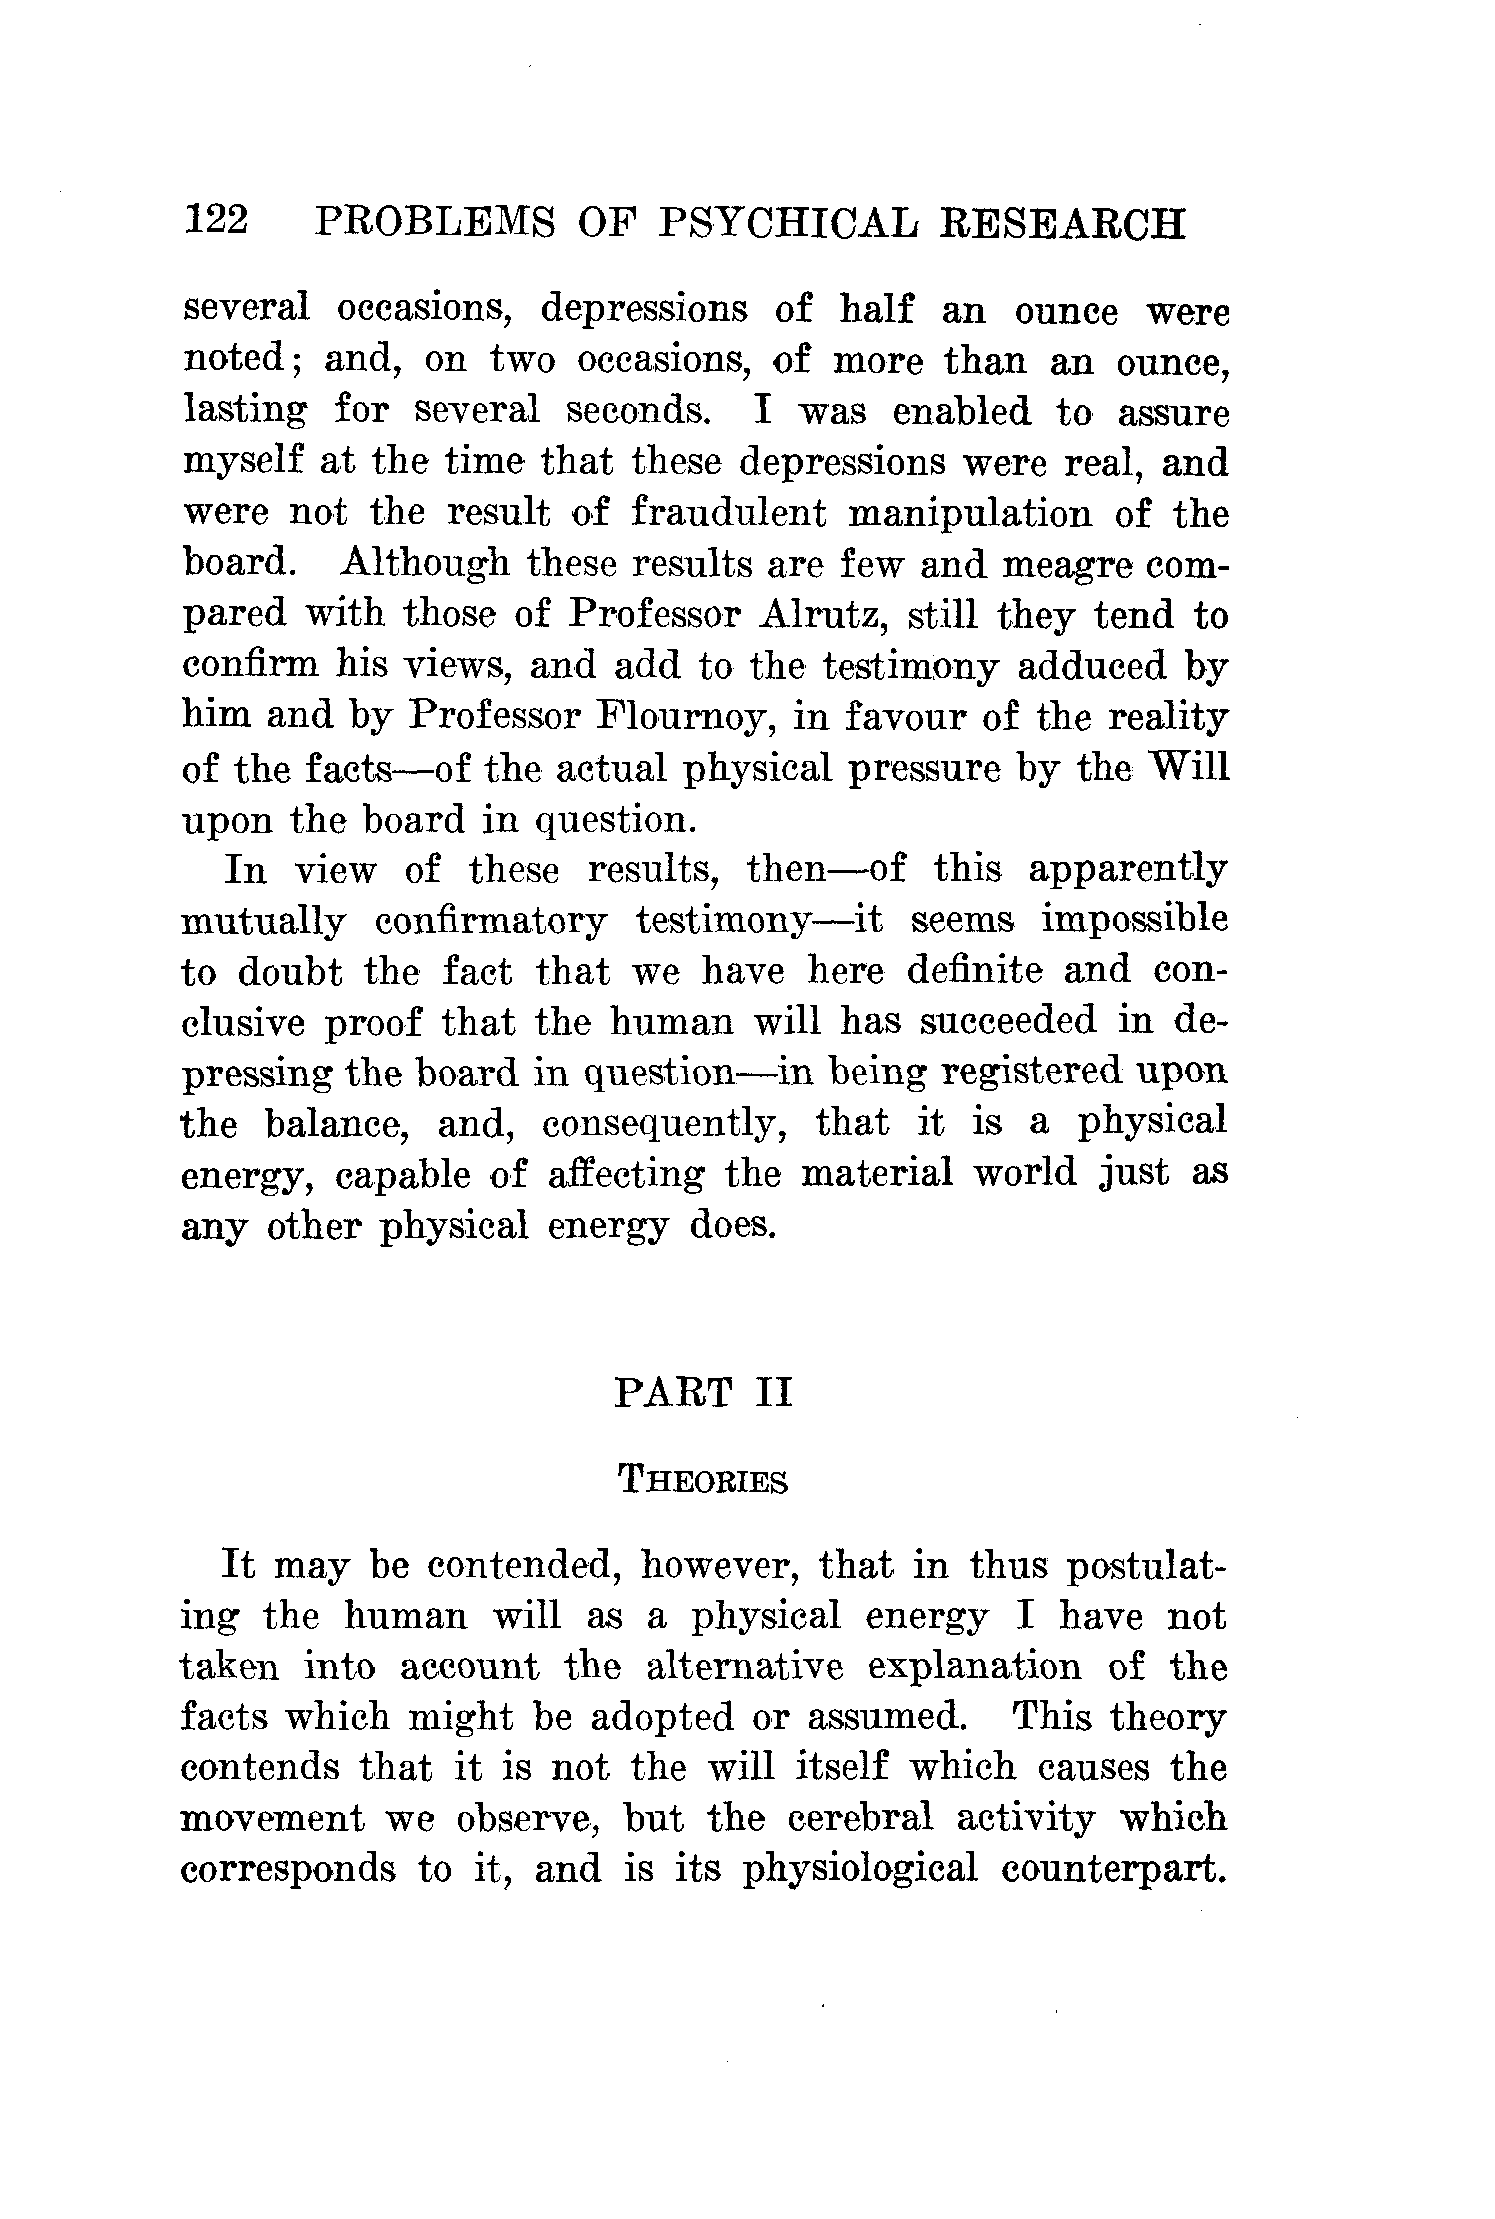 122 PROBLEMS OF PSYCHICAL RESEARCH
several occasions, depressions of half an ounce were
noted; and, on two occasions, of more than an ounce,
lasting for several seconds. I was enabled to assure
myself at the time that these depressions were real, and
were not the result of fraudulent manipulation of the
board. Although these results are few and meagre com-
pared with those of Professor Alrutz, still they tend to
confirm his views, and add to the testimony adduced by
him and by Professor Flournoy, in favour of the reality
of the facts—of the actual physical pressure by the Will
upon the board in question.
In view of these results, then—of this apparently
mutually confirmatory testimony—it seems impossible
to doubt the fact that we have here definite and con-
clusive proof that the human will has succeeded in de-
pressing the board in question—in being registered upon
the balance, and, consequently, that it is a physical
energy, capable of affecting the material world just as
any other physical energy does.
PART II
THEORIES
It may be contended, however, that in thus postulat-
ing the human will as a physical energy I have not
taken into account the alternative explanation of the
facts which might be adopted or assumed. This theory
contends that it is not the will itself which causes the
movement we observe, but the cerebral activity which
corresponds to it, and is its physiological counterpart.